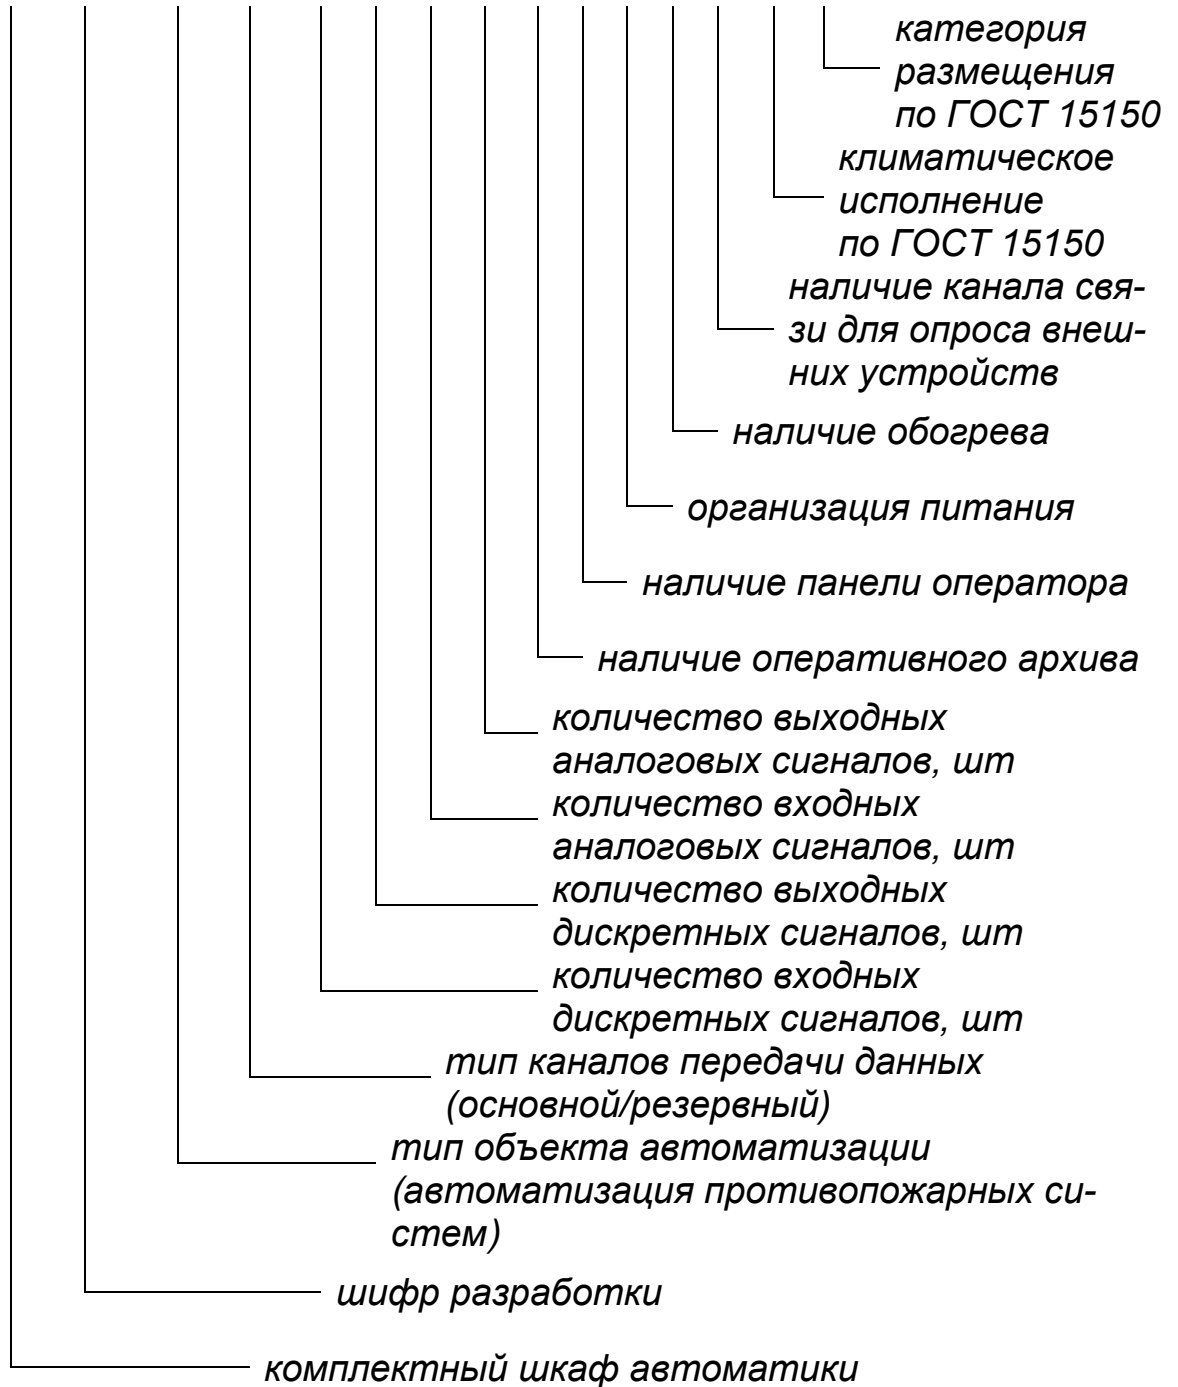 категория
размещения
по ГОСТ 15150
климатическое
исполнение
по ГОСТ 15150
наличие канала свя-
зи для опроса внеш-
них устройств
наличие обогрева
организация питания
наличие панели оператора
наличие оперативного архива
количество выходных
аналоговых сигналов, шт
количество входных
аналоговых сигналов, шт
количество выходных
дискретных сигналов, шт
количество входных
дискретных сигналов, шт
тип каналов передачи данных
(основной/резервный)
тип объекта автоматизации
(автоматизация противопожарных си-
стем)
шифр разработки
комплектный шкаф автоматики